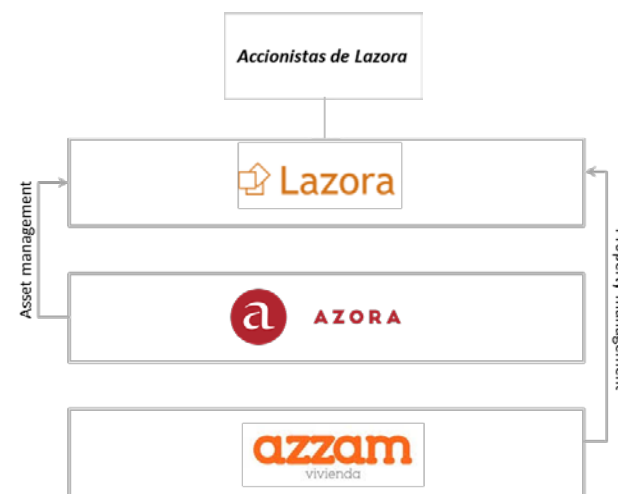 Accionistas de Lazora
Lazora
Asset management
Property management
a AZORA
azzam
vivienda